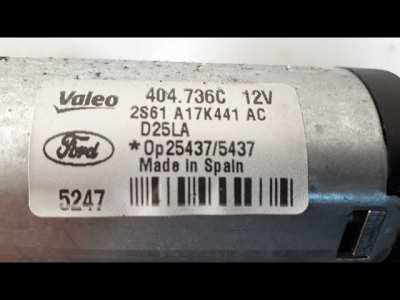 Valeo 404.736C 12V
2S61 A17K441 AC
D25LA
Ford *Op25437/5437
Made in Spain
5247